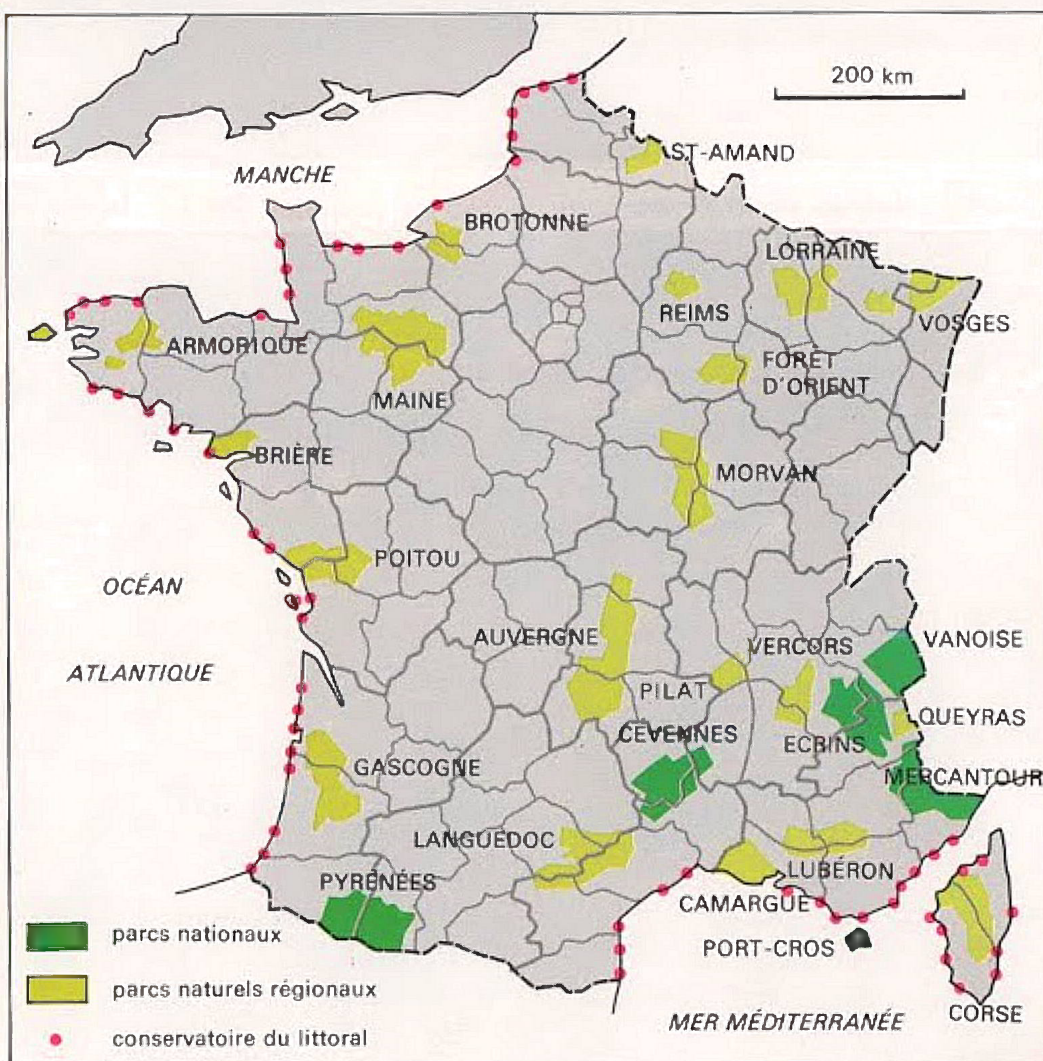 200 km
ST-AMAND
MANCHE
BROTONNE
LORRAINE
REIMS
VOSGES
ARMORIQUE
FORÊT
D'ORIENT
MAINE
BRIÈRE
MORVAN
POITOU
OCÉAN
ATLANTIQUE
AUVERGNE
VERCORS
VANOISE
PILAT
QUEYRAS
CÉVENNES
ECRINS
GASCOGNE
MERCANTOUR
LANGUEDOC
LUBÉRON
PYRÉNÉES
CAMARGUE
PORT-CROS
CORSE
MER MÉDITERRANÉE
parcs nationaux
parcs naturels régionaux
conservatoire du littoral